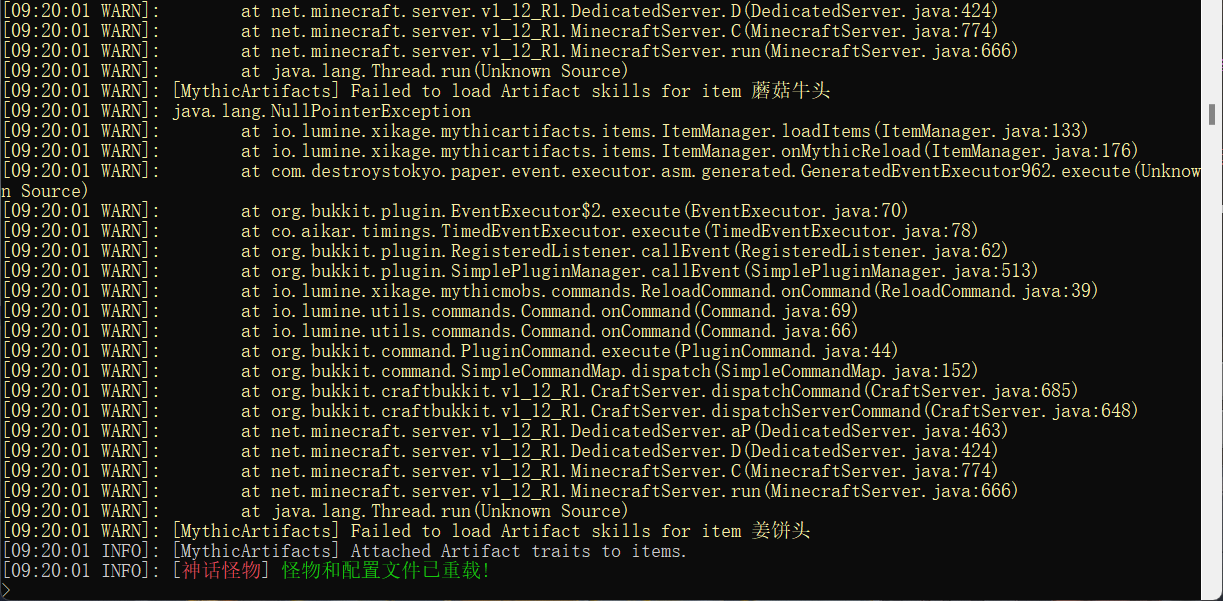 [09:20:01 WARN]:        at net.minecraft.server.v1_12_R1.DedicatedServer.D(DedicatedServer.java:424)
[09:20:01 WARN]:        at net.minecraft.server.v1_12_R1.MinecraftServer.C(MinecraftServer.java:774)
[09:20:01 WARN]:        at net.minecraft.server.v1_12_R1.MinecraftServer.run(MinecraftServer.java:666)
[09:20:01 WARN]:        at java.lang.Thread.run(Unknown Source)
[09:20:01 WARN]: [MythicArtifacts] Failed to load Artifact skills for item 蘑菇牛头
[09:20:01 WARN]: java.lang.NullPointerException
[09:20:01 WARN]:        at io.lumine.xikage.mythicartifacts.items.ItemManager.loadItems(ItemManager.java:133)
[09:20:01 WARN]:        at io.lumine.xikage.mythicartifacts.items.ItemManager.onMythicReload(ItemManager.java:176)
[09:20:01 WARN]:        at com.destroystokyo.paper.event.executor.asm.generated.GeneratedEventExecutor962.execute(Unknow
n Source)
[09:20:01 WARN]:        at org.bukkit.plugin.EventExecutor$2.execute(EventExecutor.java:70)
[09:20:01 WARN]:        at co.aikar.timings.TimedEventExecutor.execute(TimedEventExecutor.java:78)
[09:20:01 WARN]:        at org.bukkit.plugin.RegisteredListener.callEvent(RegisteredListener.java:62)
[09:20:01 WARN]:        at org.bukkit.plugin.SimplePluginManager.callEvent(SimplePluginManager.java:513)
[09:20:01 WARN]:        at io.lumine.xikage.mythicmobs.commands.ReloadCommand.onCommand(ReloadCommand.java:39)
[09:20:01 WARN]:        at io.lumine.utils.commands.Command.onCommand(Command.java:69)
[09:20:01 WARN]:        at io.lumine.utils.commands.Command.onCommand(Command.java:66)
[09:20:01 WARN]:        at org.bukkit.command.PluginCommand.execute(PluginCommand.java:44)
[09:20:01 WARN]:        at org.bukkit.command.SimpleCommandMap.dispatch(SimpleCommandMap.java:152)
[09:20:01 WARN]:        at org.bukkit.craftbukkit.v1_12_R1.CraftServer.dispatchCommand(CraftServer.java:685)
[09:20:01 WARN]:        at org.bukkit.craftbukkit.v1_12_R1.CraftServer.dispatchServerCommand(CraftServer.java:648)
[09:20:01 WARN]:        at net.minecraft.server.v1_12_R1.DedicatedServer.aP(DedicatedServer.java:463)
[09:20:01 WARN]:        at net.minecraft.server.v1_12_R1.DedicatedServer.D(DedicatedServer.java:424)
[09:20:01 WARN]:        at net.minecraft.server.v1_12_R1.MinecraftServer.C(MinecraftServer.java:774)
[09:20:01 WARN]:        at net.minecraft.server.v1_12_R1.MinecraftServer.run(MinecraftServer.java:666)
[09:20:01 WARN]:        at java.lang.Thread.run(Unknown Source)
[09:20:01 WARN]: [MythicArtifacts] Failed to load Artifact skills for item 姜饼头
[09:20:01 INFO]: [MythicArtifacts] Attached Artifact traits to items.
[09:20:01 INFO]: [神话怪物] 怪物和配置文件已重载!
>